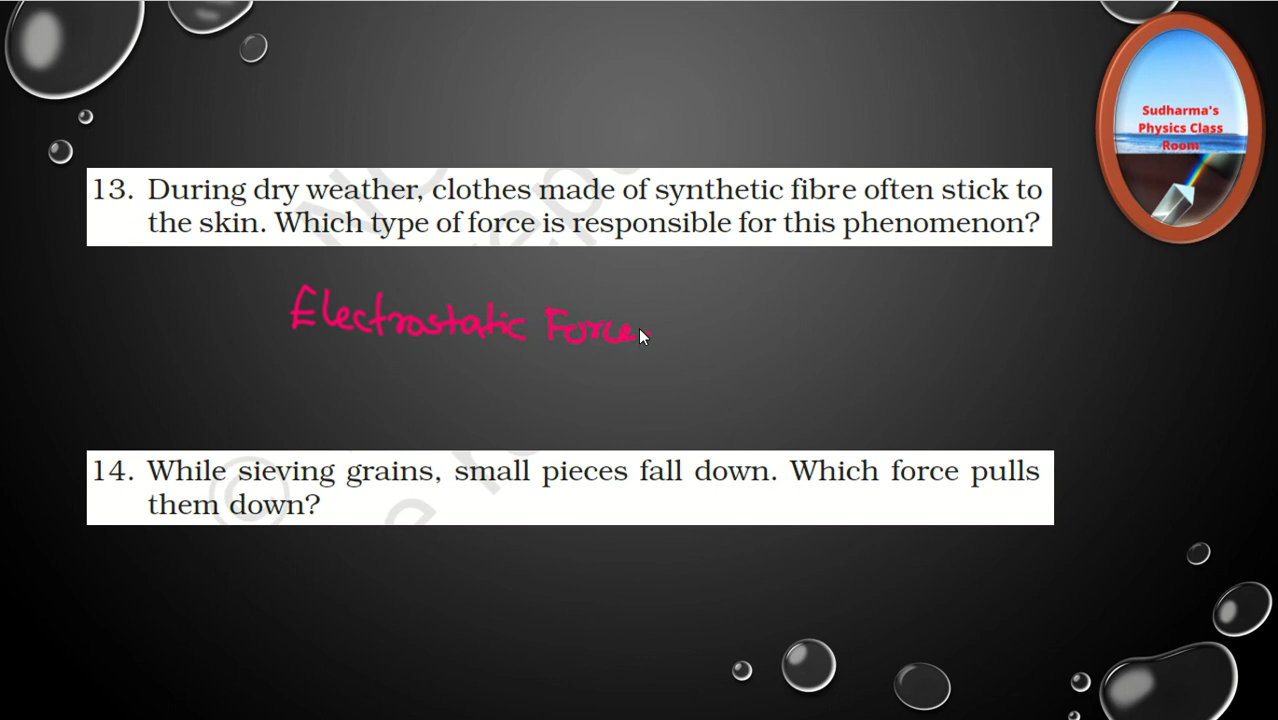 Sudharma's
Physics Class
Room
13. During dry weather, clothes made of synthetic fibre often stick to
the skin. Which type of force is responsible for this phenomenon?
Electrostatic Force.
14. While sieving grains, small pieces fall down. Which force pulls
them down?